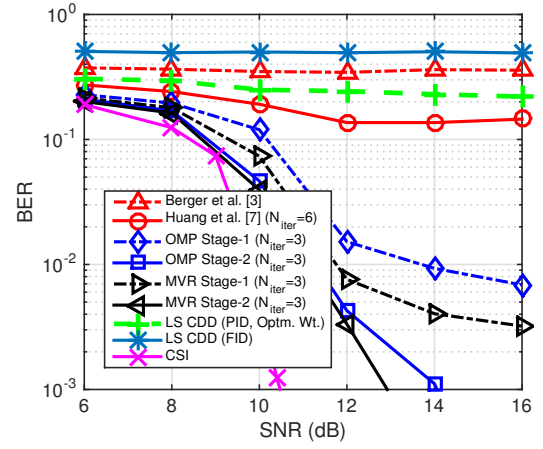 10^0
10^-1
10^-2
10^-3
BER
Berger et al. [3]
Huang et al. [7] (N_iter=6)
OMP Stage-1 (N_iter=3)
OMP Stage-2 (N_iter=3)
MVR Stage-1 (N_iter=3)
MVR Stage-2 (N_iter=3)
LS CDD (PID, Optm. Wt.)
LS CDD (FID)
CSI
6 8 10 12 14 16
SNR (dB)